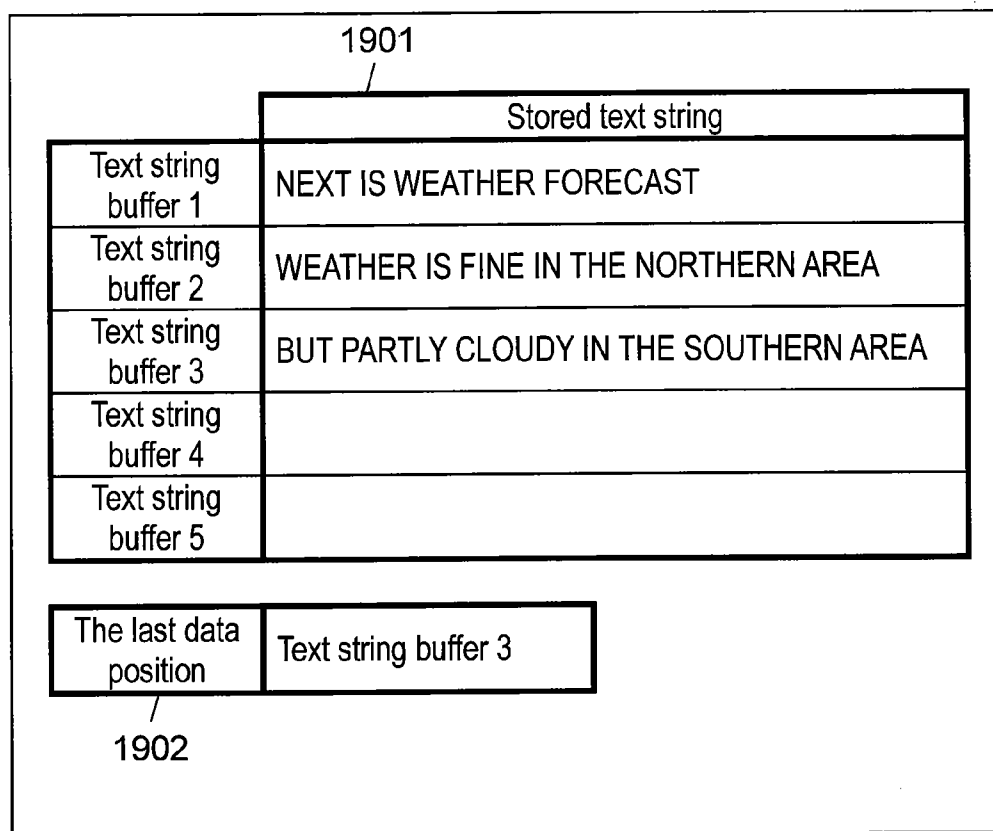 1901
Stored text string
Text string
buffer 1
NEXT IS WEATHER FORECAST
Text string
buffer 2
WEATHER IS FINE IN THE NORTHERN AREA
Text string
buffer 3
BUT PARTLY CLOUDY IN THE SOUTHERN AREA
Text string
buffer 4
Text string
buffer 5
The last data
position
Text string buffer 3
1902